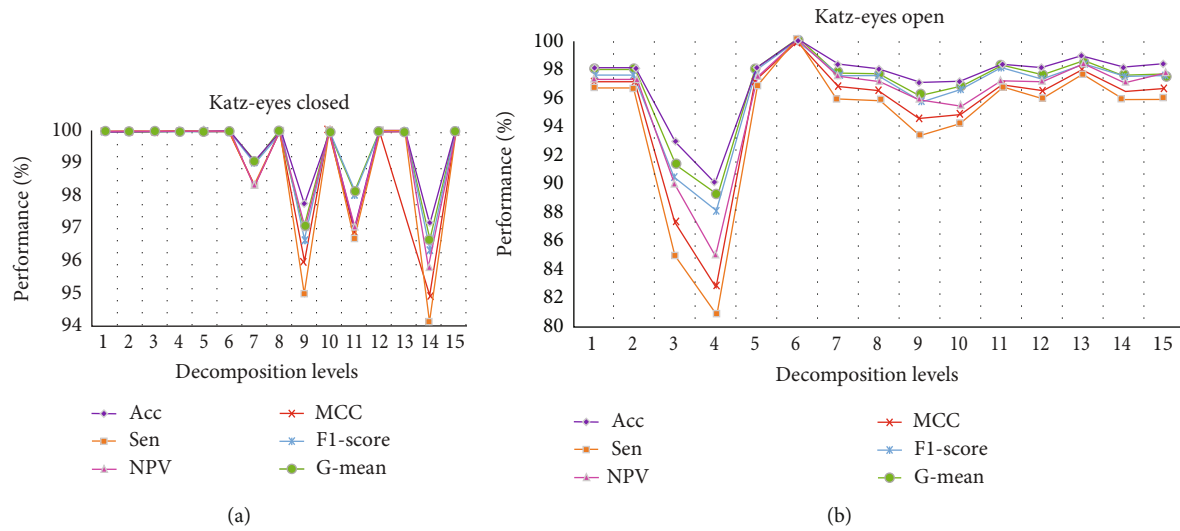 Katz-eyes closed
100
99
98
97
96
95
94
Performance (%)
1 2 3 4 5 6 7 8 9 10 11 12 13 14 15
Decomposition levels
Acc
Sen
NPV
MCC
F1-score
G-mean
(a)
Katz-eyes open
100
98
96
94
92
90
88
86
84
82
80
Performance (%)
1 2 3 4 5 6 7 8 9 10 11 12 13 14 15
Decomposition levels
Acc
Sen
NPV
MCC
F1-score
G-mean
(b)